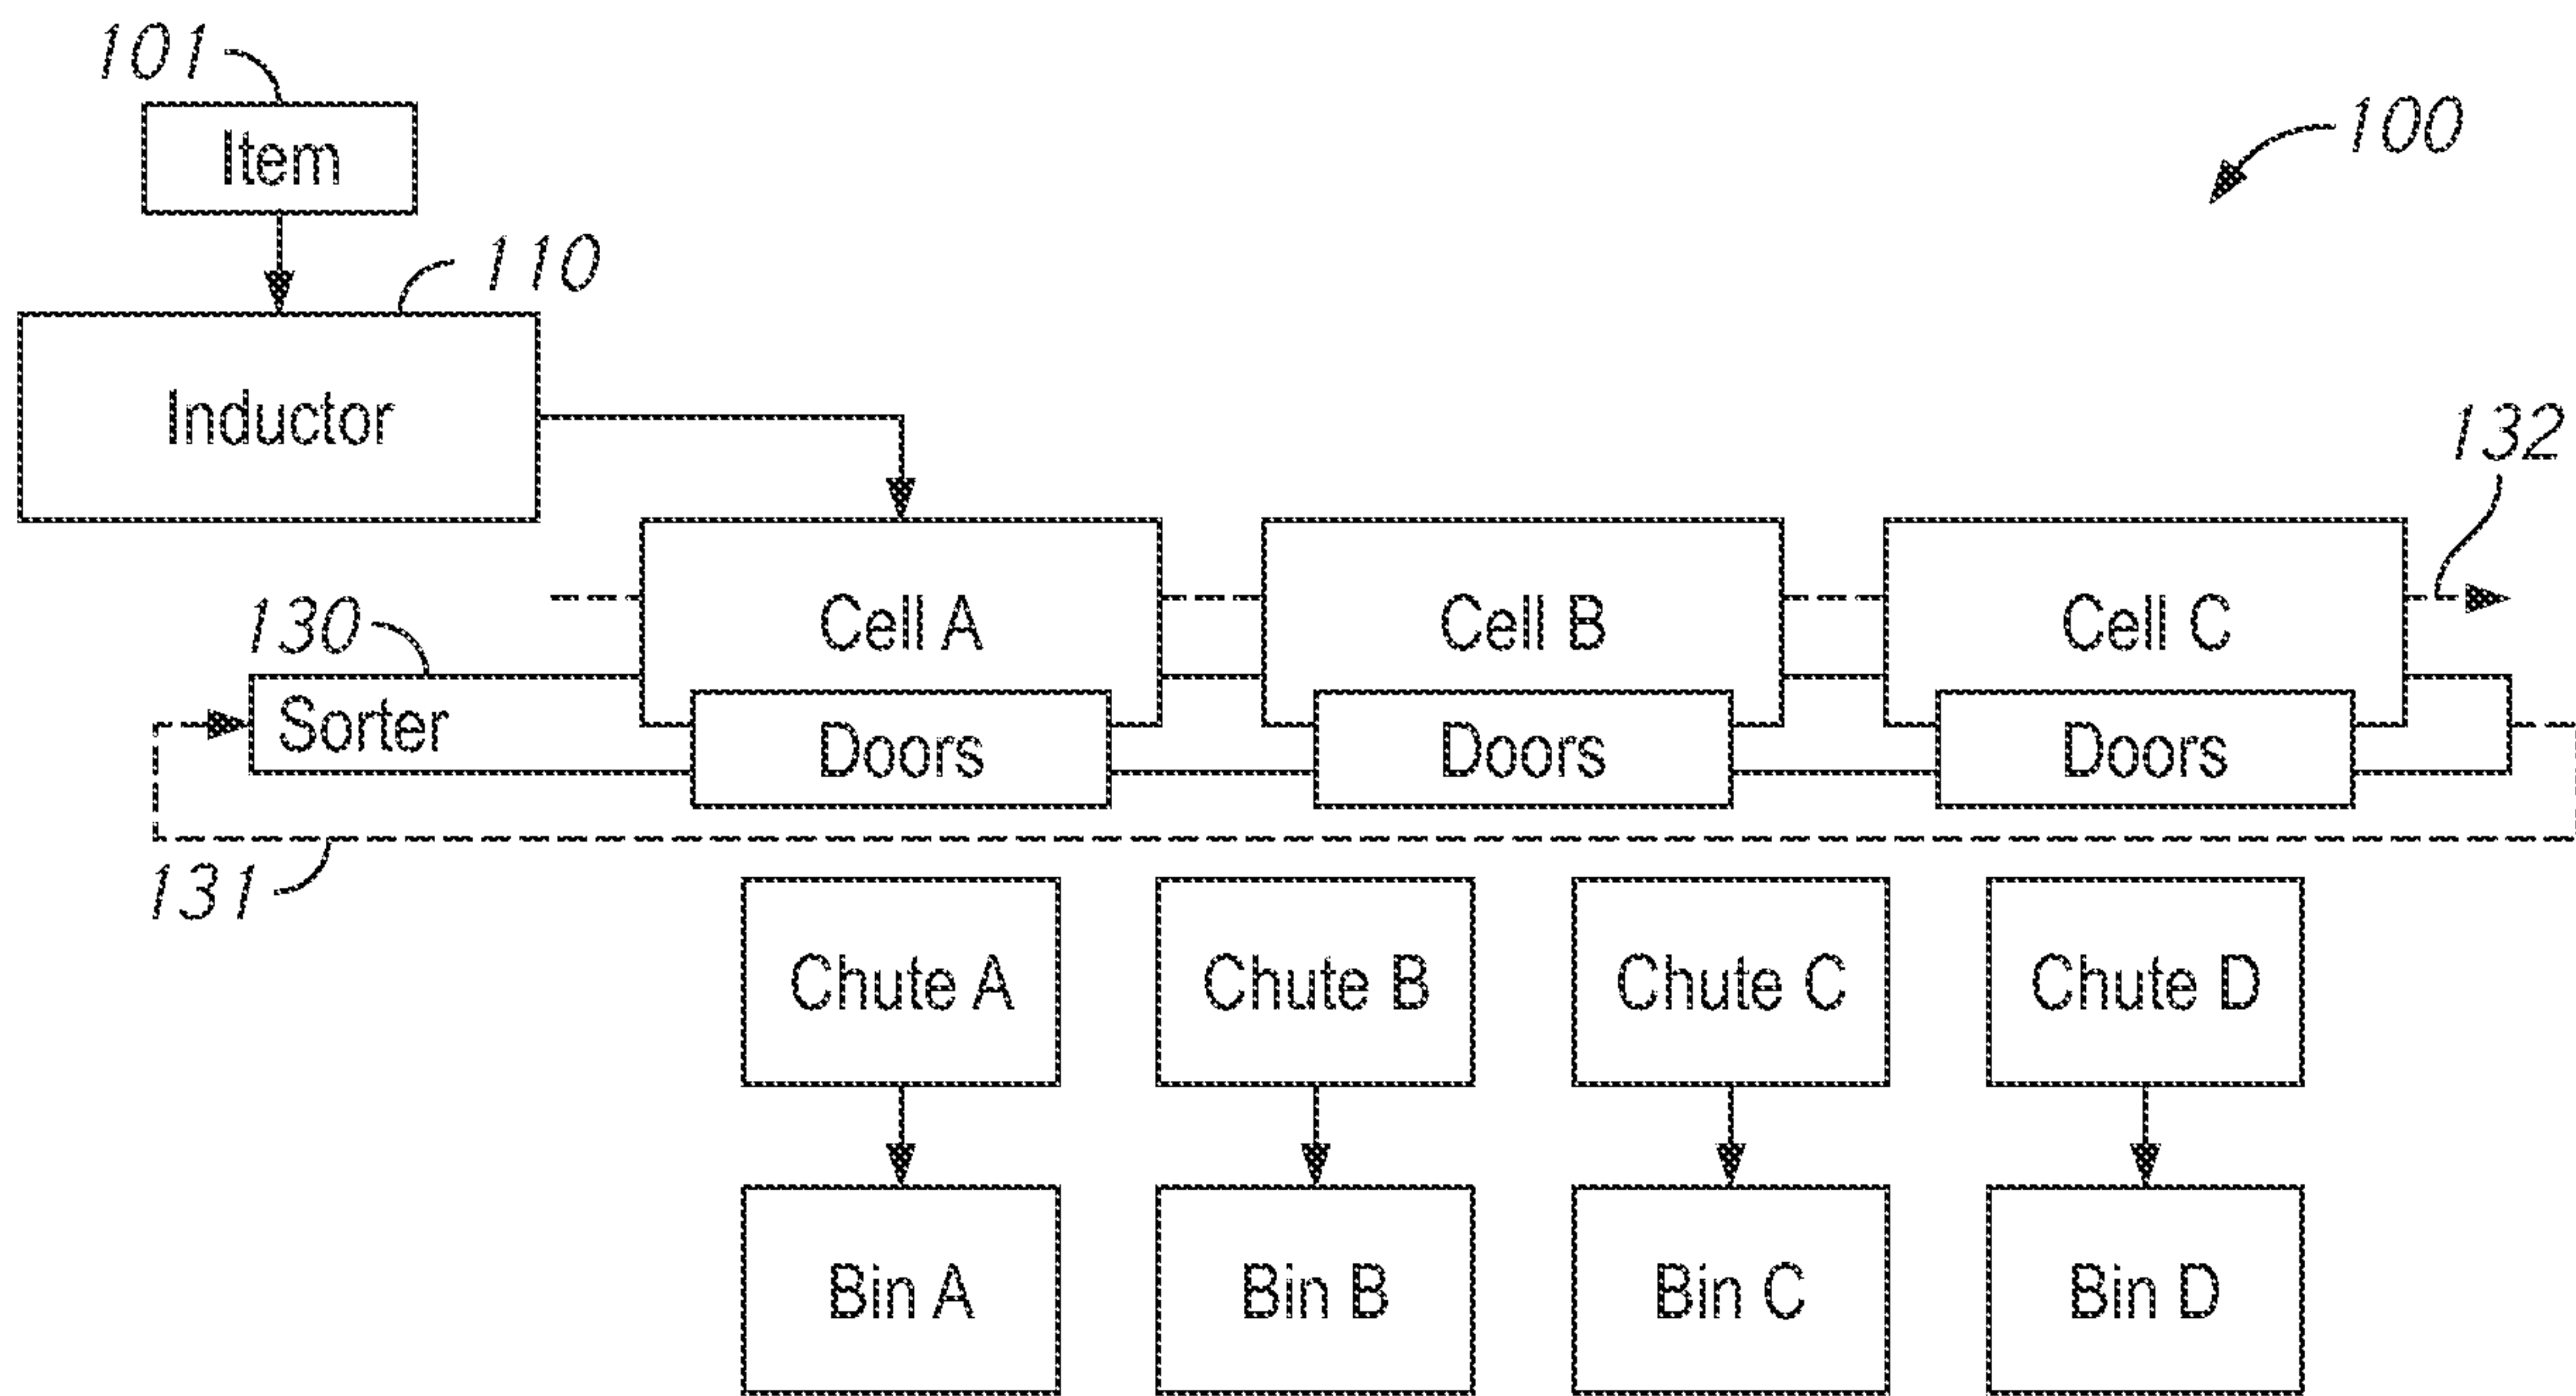 101
Item
100
110
Inductor
132
Cell A
Cell B
Cell C
130
Sorter
Doors
Doors
Doors
131
Chute A
Chute B
Chute C
Chute D
Bin A
Bin B
Bin C
Bin D